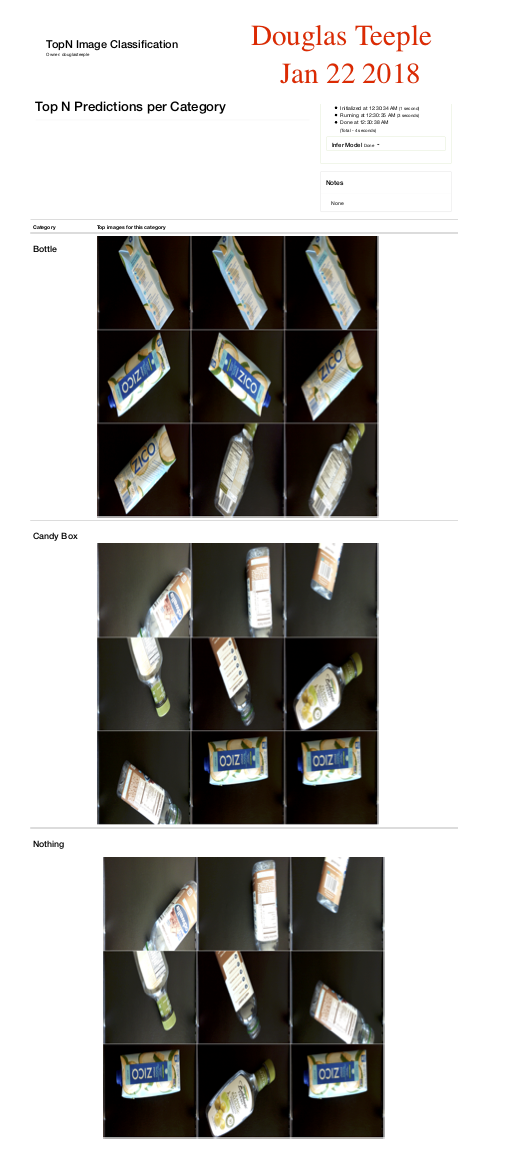 TopN Image Classification
Owner: douglasteeple
Douglas Teeple
Jan 22 2018
Top N Predictions per Category
Initialized at 12:30:34 AM (1 second)
Running at 12:30:35 AM (3 seconds)
Done at 12:30:38 AM
(Total - 4 seconds)
Infer Model Done
Notes
None
Category Top images for this category
Bottle
ZICO
ZICO
ZICO
ZICO
Candy Box
ZICO
ZICO
Nothing
ZICO
ZICO